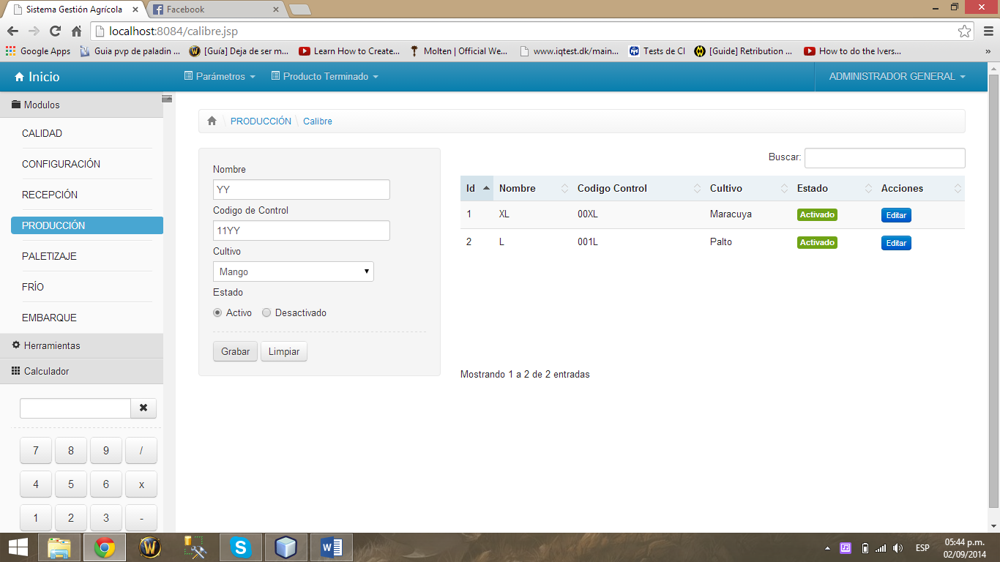 Sistema Gestión Agrícola
Facebook
localhost:8084/calibre.jsp
Google Apps
Guia pvp de paladin ...
[Guía] Deja de ser m...
Learn How to Create...
Molten | Official We...
www.iqtest.dk/main...
Tests de CI
[Guide] Retribution ...
How to do the Ivers...
»
Inicio
Parámetros
Producto Terminado
ADMINISTRADOR GENERAL
Modulos
CALIDAD
CONFIGURACIÓN
RECEPCIÓN
PRODUCCIÓN
PALETIZAJE
FRÍO
EMBARQUE
Herramientas
Calculador
7 8 9 /
4 5 6 x
1 2 3 -
PRODUCCIÓN \ Calibre
Nombre
YY
Codigo de Control
11YY
Cultivo
Mango
Estado
Activo Desactivado
Grabar Limpiar
Buscar:
Id Nombre Codigo Control Cultivo Estado Acciones
1 XL 00XL Maracuya Activado Editar
2 L 001L Palto Activado Editar
Mostrando 1 a 2 de 2 entradas
ESP
05:44 p.m.
02/09/2014